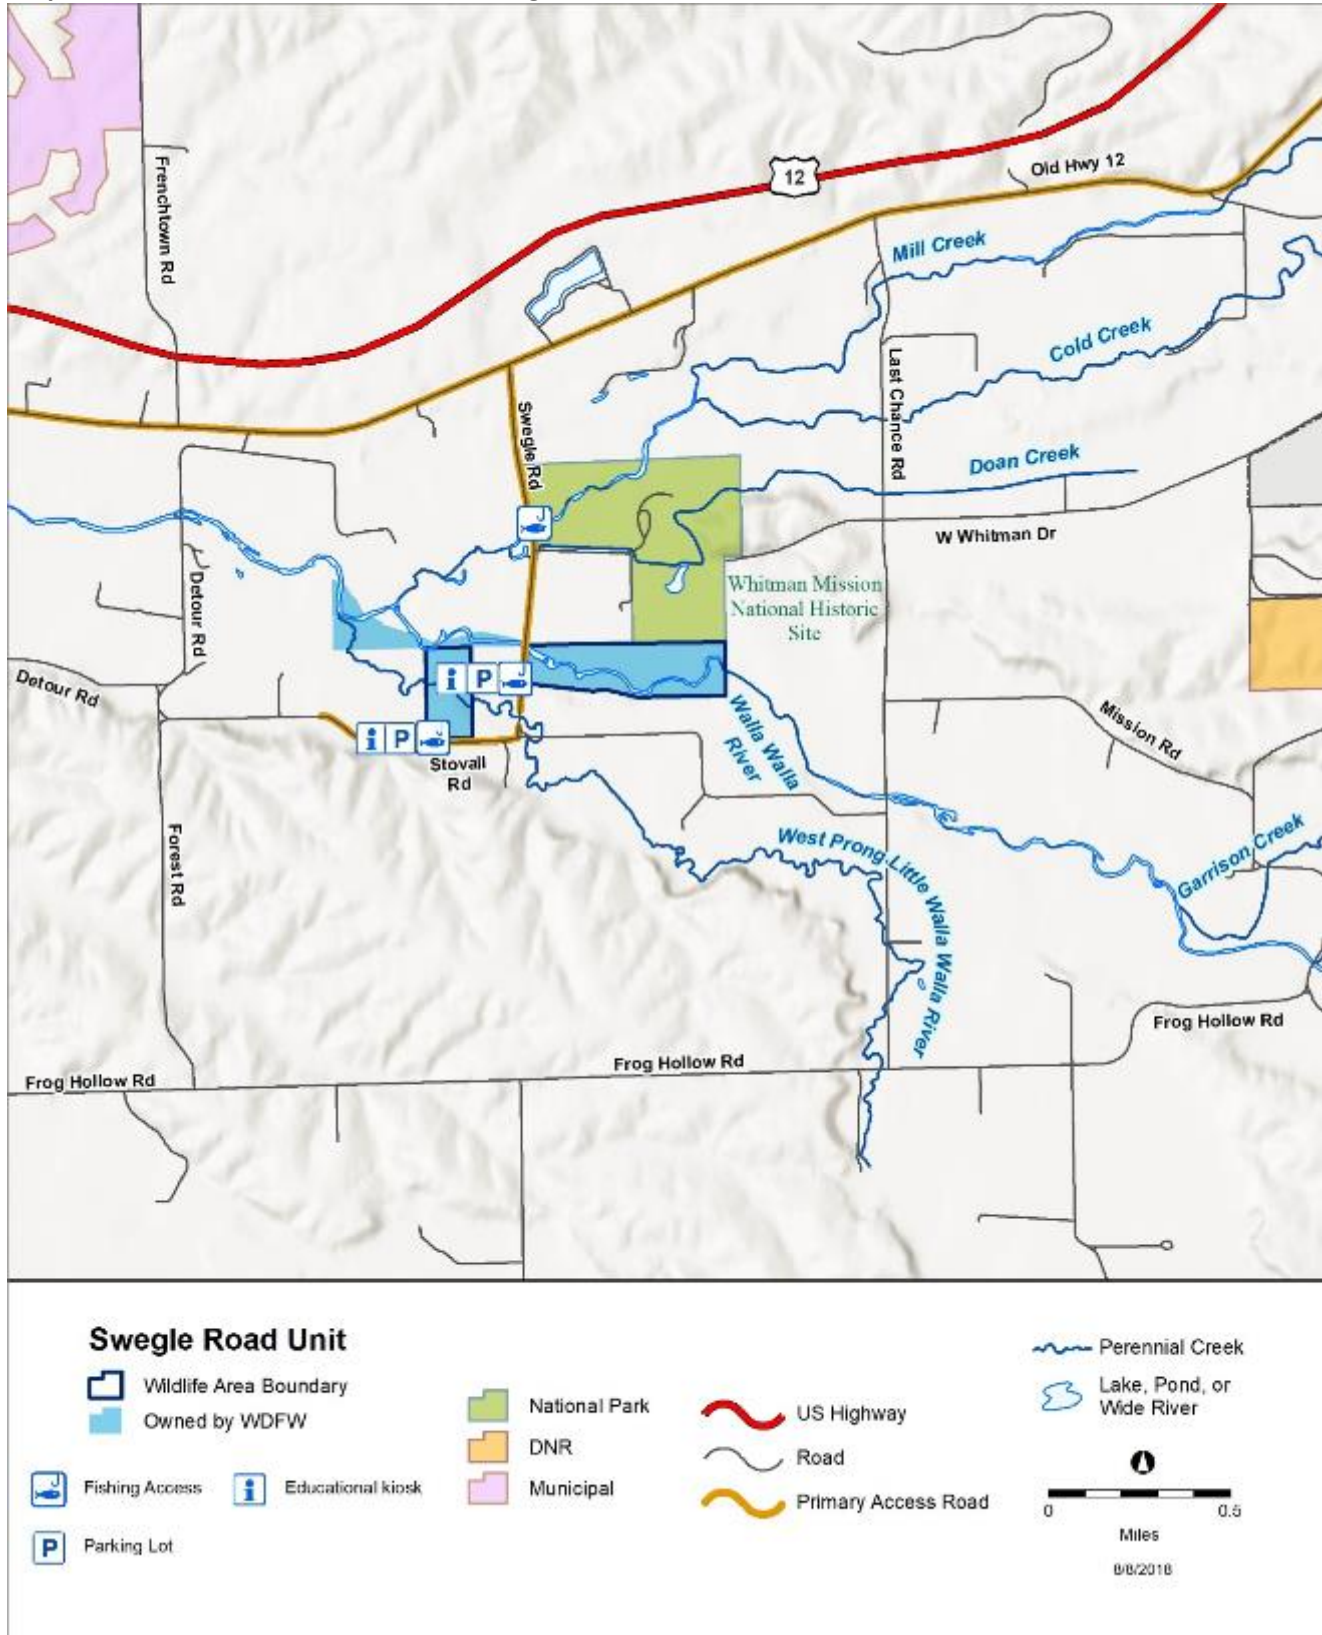 12
Old Hwy 12
Frenchtown Rd
Mill Creek
Cold Creek
Last Chance Rd
Swegle Rd
Doan Creek
W Whitman Dr
Whitman Mission
National Historic
Site
Detour Rd
Detour Rd
i P
i P
Stovall
Rd
Walla Walla
River
Mission Rd
Forest Rd
West Prong Little Walla Walla River
Garrison Creek
Frog Hollow Rd
Frog Hollow Rd
Frog Hollow Rd
Swegle Road Unit
Wildlife Area Boundary
Owned by WDFW
Fishing Access
i Educational kiosk
P Parking Lot
National Park
DNR
Municipal
US Highway
Road
Primary Access Road
Perennial Creek
Lake, Pond, or
Wide River
0 0.5
Miles
8/8/2018